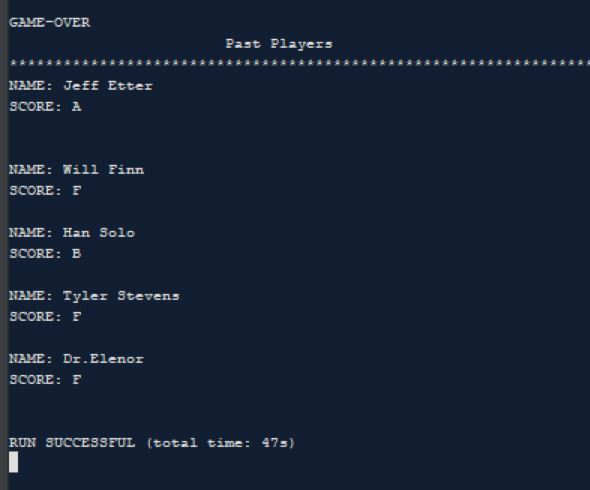 GAME-OVER
Past Players
******************************************************************
NAME: Jeff Etter
SCORE: A
NAME: Will Finn
SCORE: F
NAME: Han Solo
SCORE: B
NAME: Tyler Stevens
SCORE: F
NAME: Dr.Elenor
SCORE: F
RUN SUCCESSFUL (total time: 47s)